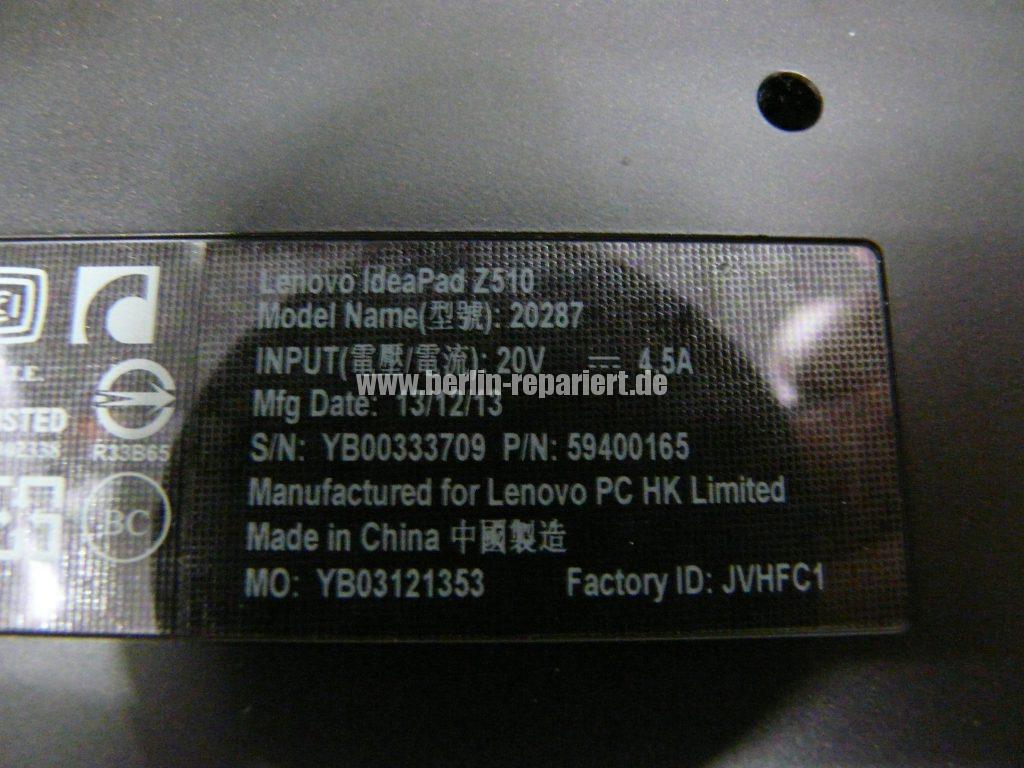 Lenovo IdeaPad Z510
Model Name(型號): 20287
INPUT(電壓/電流): 20V ⎓ 4.5A
www.berlin-repariert.de
Mfg Date: 13/12/13
S/N: YB00333709 P/N: 59400165
Manufactured for Lenovo PC HK Limited
Made in China 中國製造
MO: YB03121353 Factory ID: JVHFC1
R33B65
BC